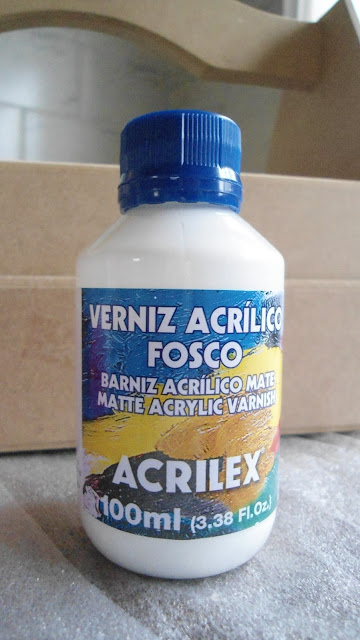 VERNIZ ACRÍLICO
FOSCO
BARNIZ ACRÍLICO MATE
MATTE ACRYLIC VARNISH
ACRILEX
100ml (3.38 Fl.Oz.)